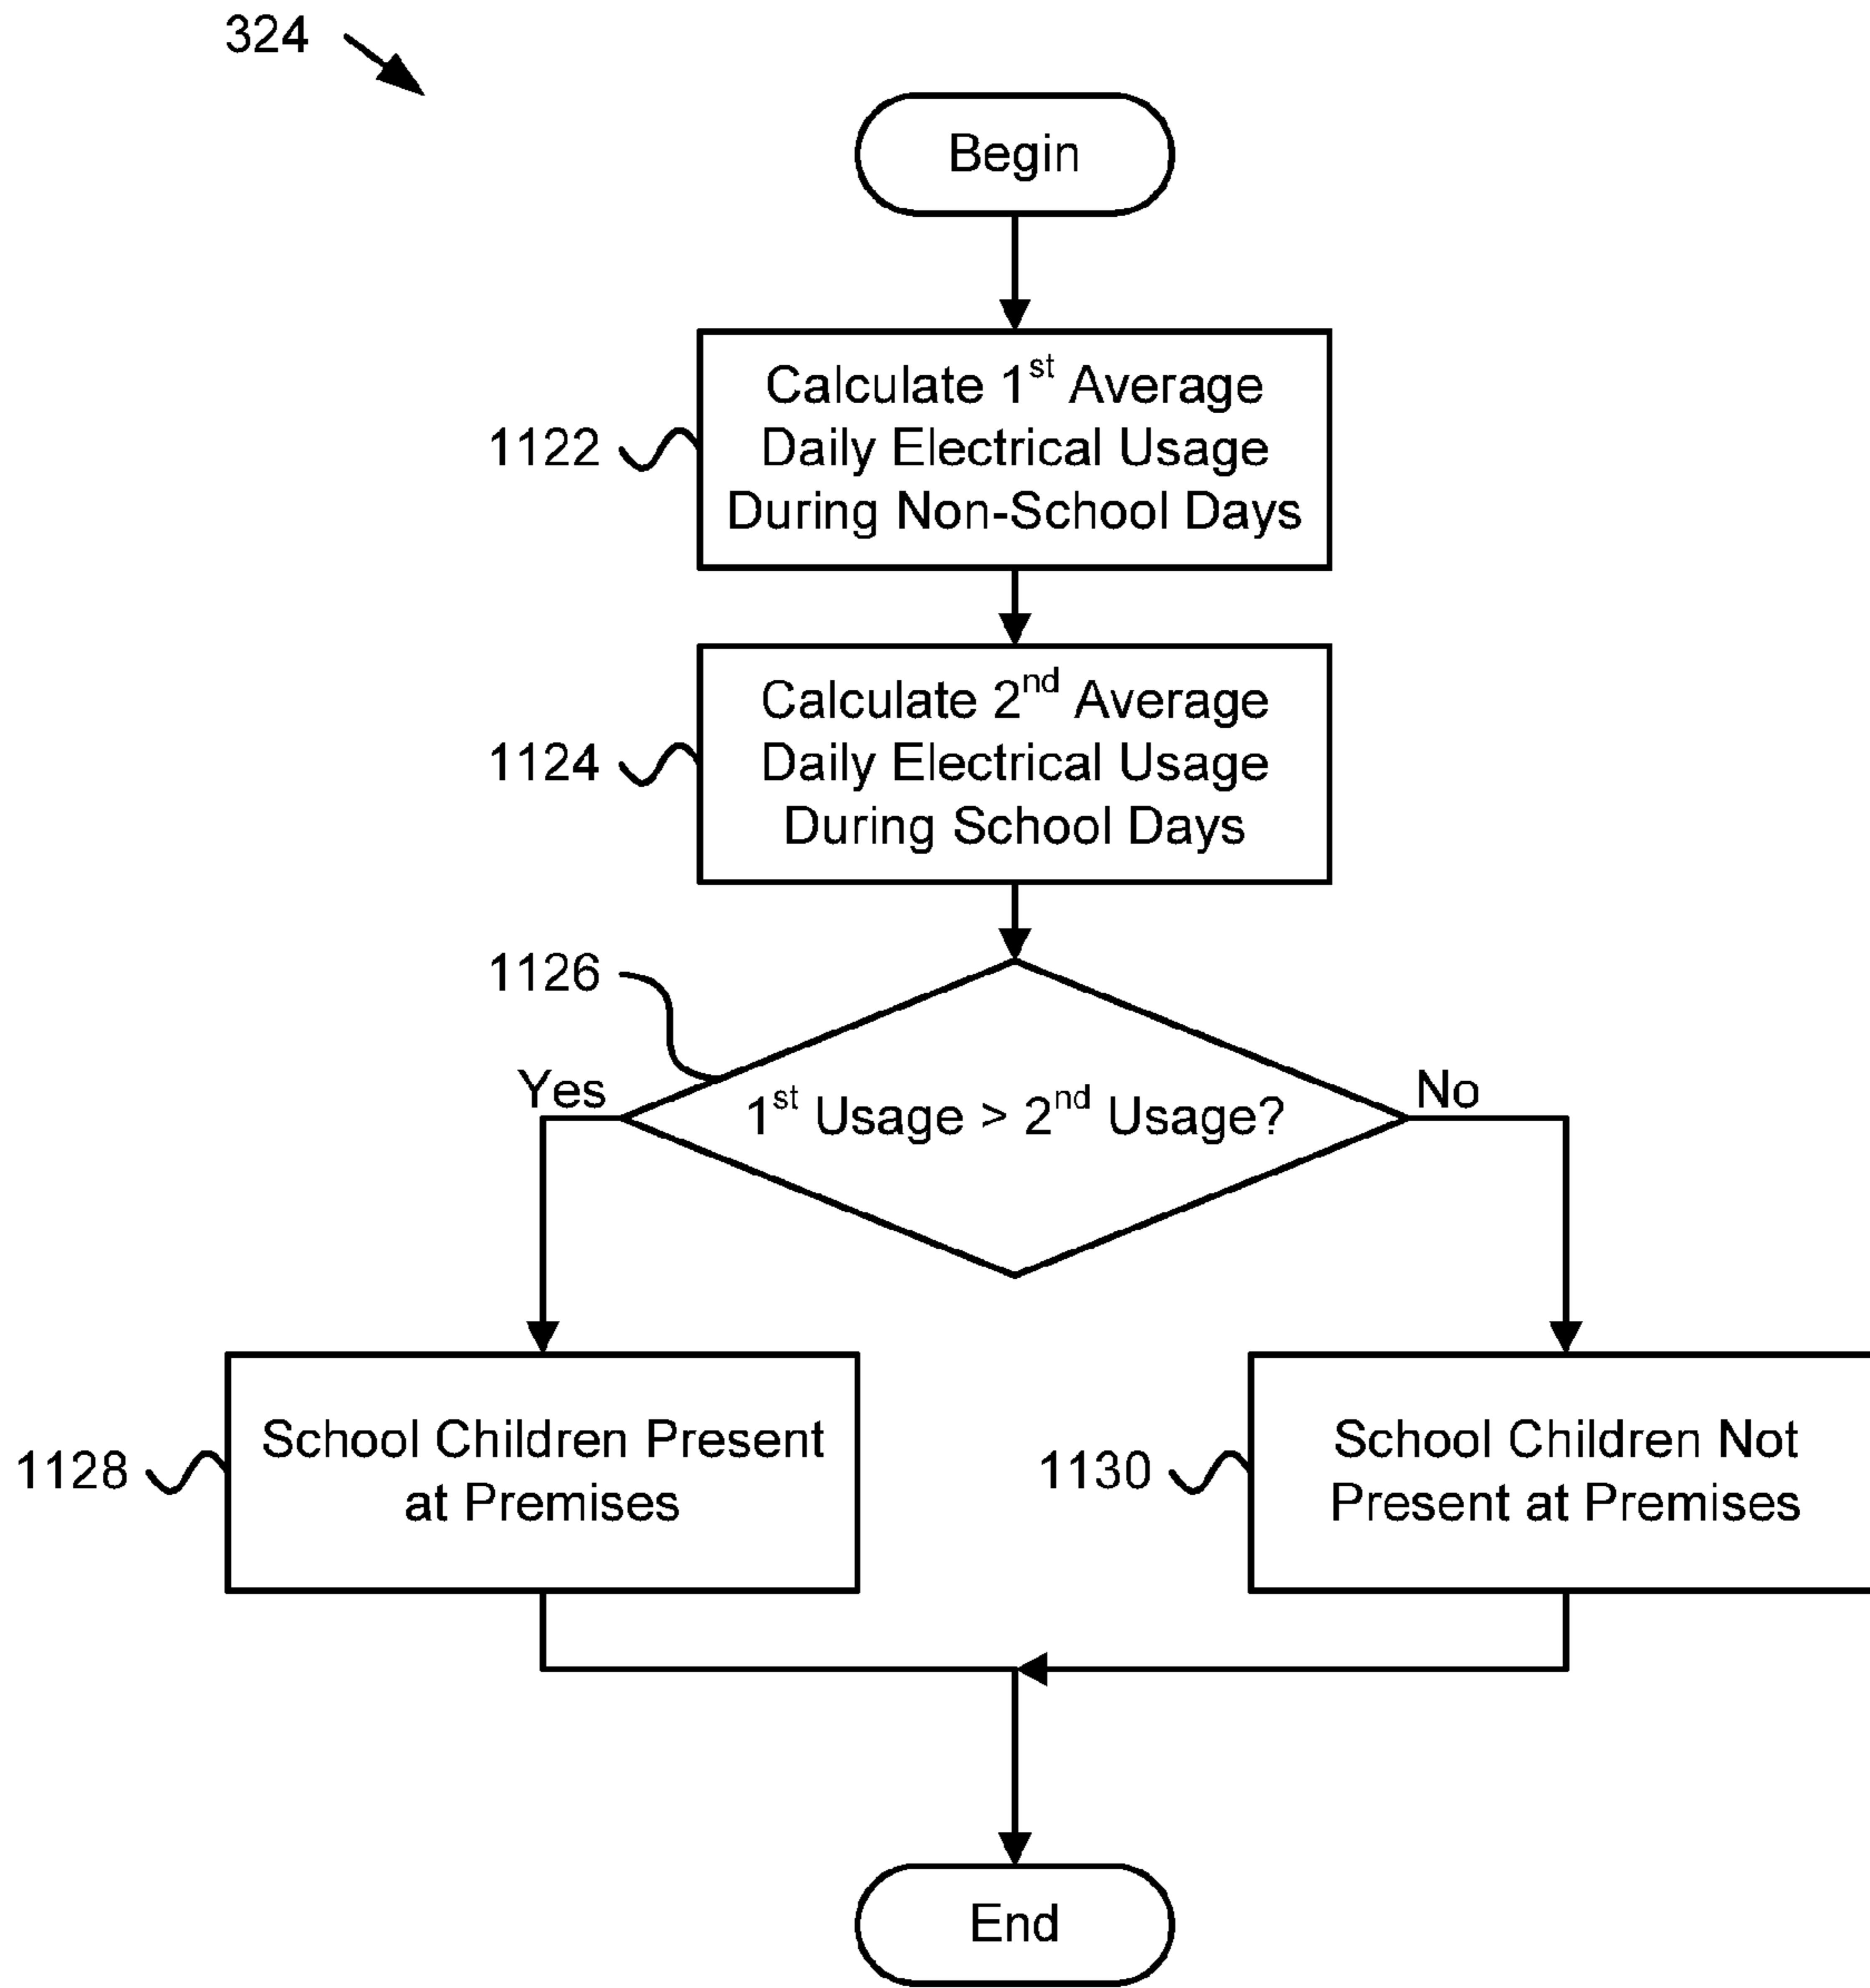 324
Begin
1122
Calculate 1st Average
Daily Electrical Usage
During Non-School Days
1124
Calculate 2nd Average
Daily Electrical Usage
During School Days
1126
Yes
1st Usage > 2nd Usage?
No
1128
School Children Present
at Premises
1130
School Children Not
Present at Premises
End